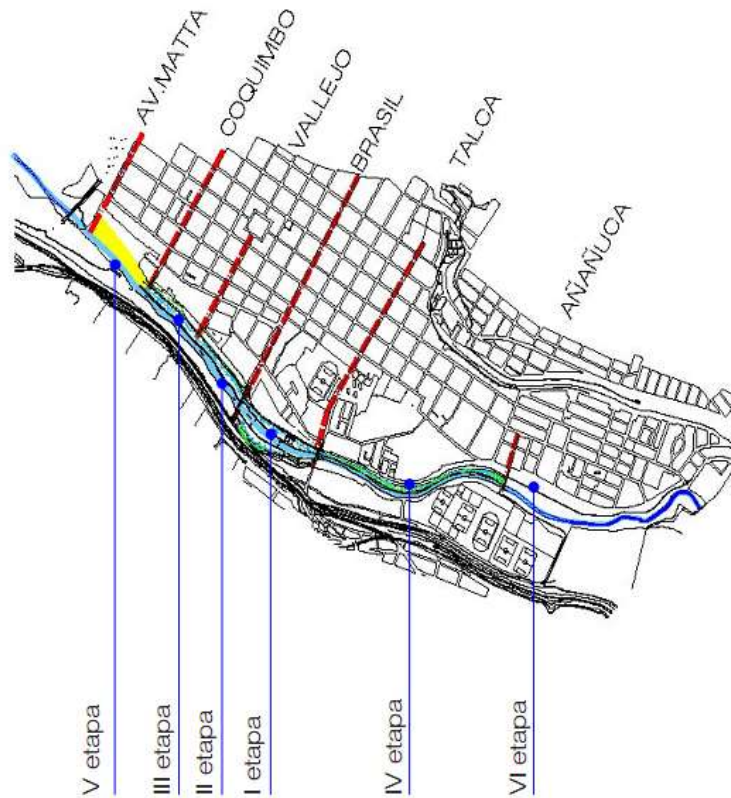 AV.MATTA
COQUIMBO
VALLEJO
BRASIL
TALCA
AÑAÑUCA
V etapa
III etapa
II etapa
I etapa
IV etapa
VI etapa